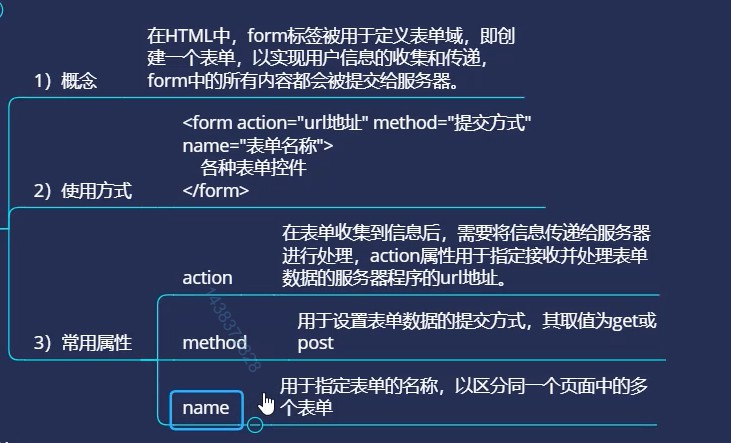 在HTML中，form标签被用于定义表单域，即创
建一个表单，以实现用户信息的收集和传递，
form中的所有内容都会被提交给服务器。
1）概念
<form action="url地址" method="提交方式"
name="表单名称">
各种表单控件
</form>
2）使用方式
在表单收集到信息后，需要将信息传递给服务器
进行处理，action属性用于指定接收并处理表单
数据的服务器程序的url地址。
action
3）常用属性
用于设置表单数据的提交方式，其取值为get或
post
method
用于指定表单的名称，以区分同一个页面中的多
个表单
name